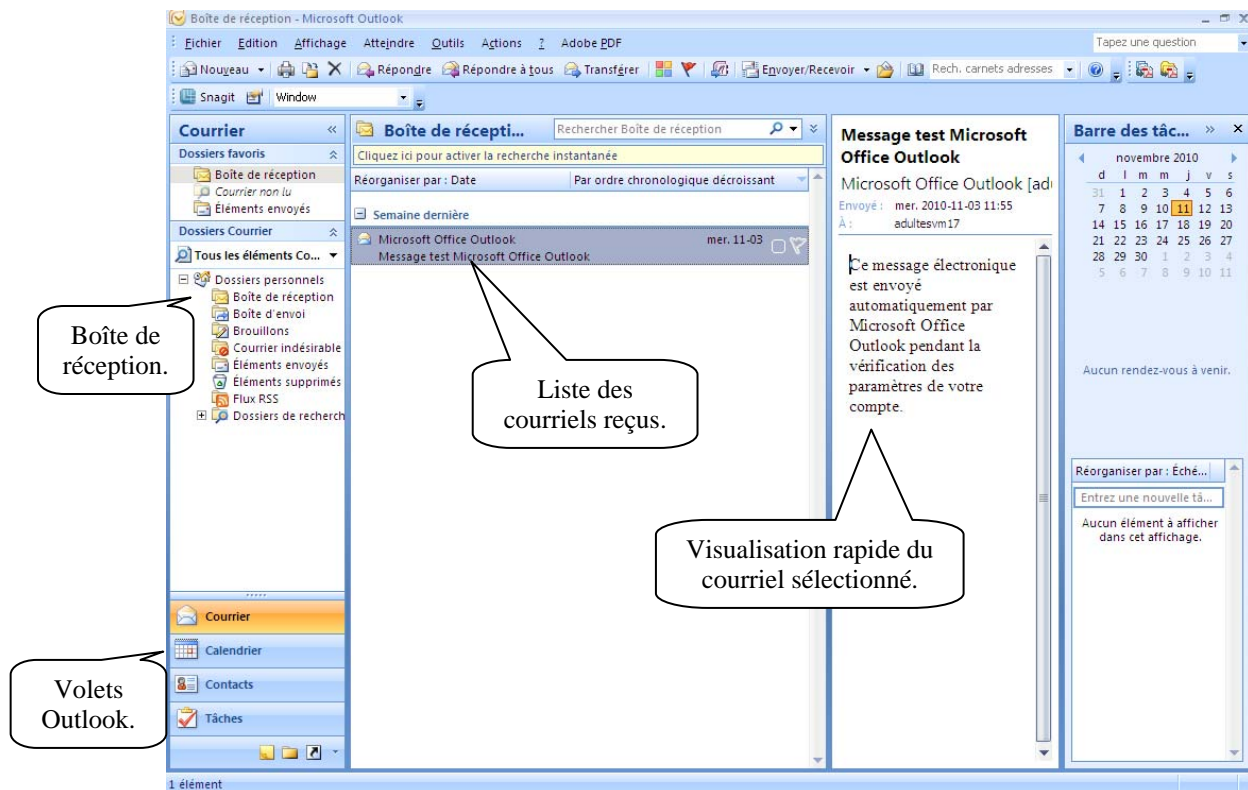 Boîte de réception - Microsoft Outlook
Fichier Edition Affichage Atteindre Outils Actions ? Adobe PDF
Tapez une question
Nouveau Répondre Répondre à tous Transférer Envoyer/Recevoir Rech. carnets adresses
Snagit Window
Courrier
Dossiers favoris
Boîte de réception
Courrier non lu
Éléments envoyés
Dossiers Courrier
Tous les éléments Co...
Dossiers personnels
Boîte de réception
Boîte d'envoi
Brouillons
Courrier indésirable
Éléments envoyés
Éléments supprimés
Flux RSS
Dossiers de recherch
Courrier
Calendrier
Contacts
Tâches
Boîte de récepti...
Rechercher Boîte de réception
Cliquez ici pour activer la recherche instantanée
Réorganiser par : Date Par ordre chronologique décroissant
Semaine dernière
Microsoft Office Outlook mer. 11-03
Message test Microsoft Office Outlook
Message test Microsoft
Office Outlook
Microsoft Office Outlook [adu
Envoyé : mer. 2010-11-03 11:55
À : adultesvm17
Ce message électronique
est envoyé
automatiquement par
Microsoft Office
Outlook pendant la
vérification des
paramètres de votre
compte.
Barre des tâc...
novembre 2010
d l m m j v s
31 1 2 3 4 5 6
7 8 9 10 11 12 13
14 15 16 17 18 19 20
21 22 23 24 25 26 27
28 29 30 1 2 3 4
5 6 7 8 9 10 11
Aucun rendez-vous à venir.
Réorganiser par : Éché...
Entrez une nouvelle tâ...
Aucun élément à afficher
dans cet affichage.
1 élément
Boîte de
réception.
Liste des
courriels reçus.
Visualisation rapide du
courriel sélectionné.
Volets
Outlook.